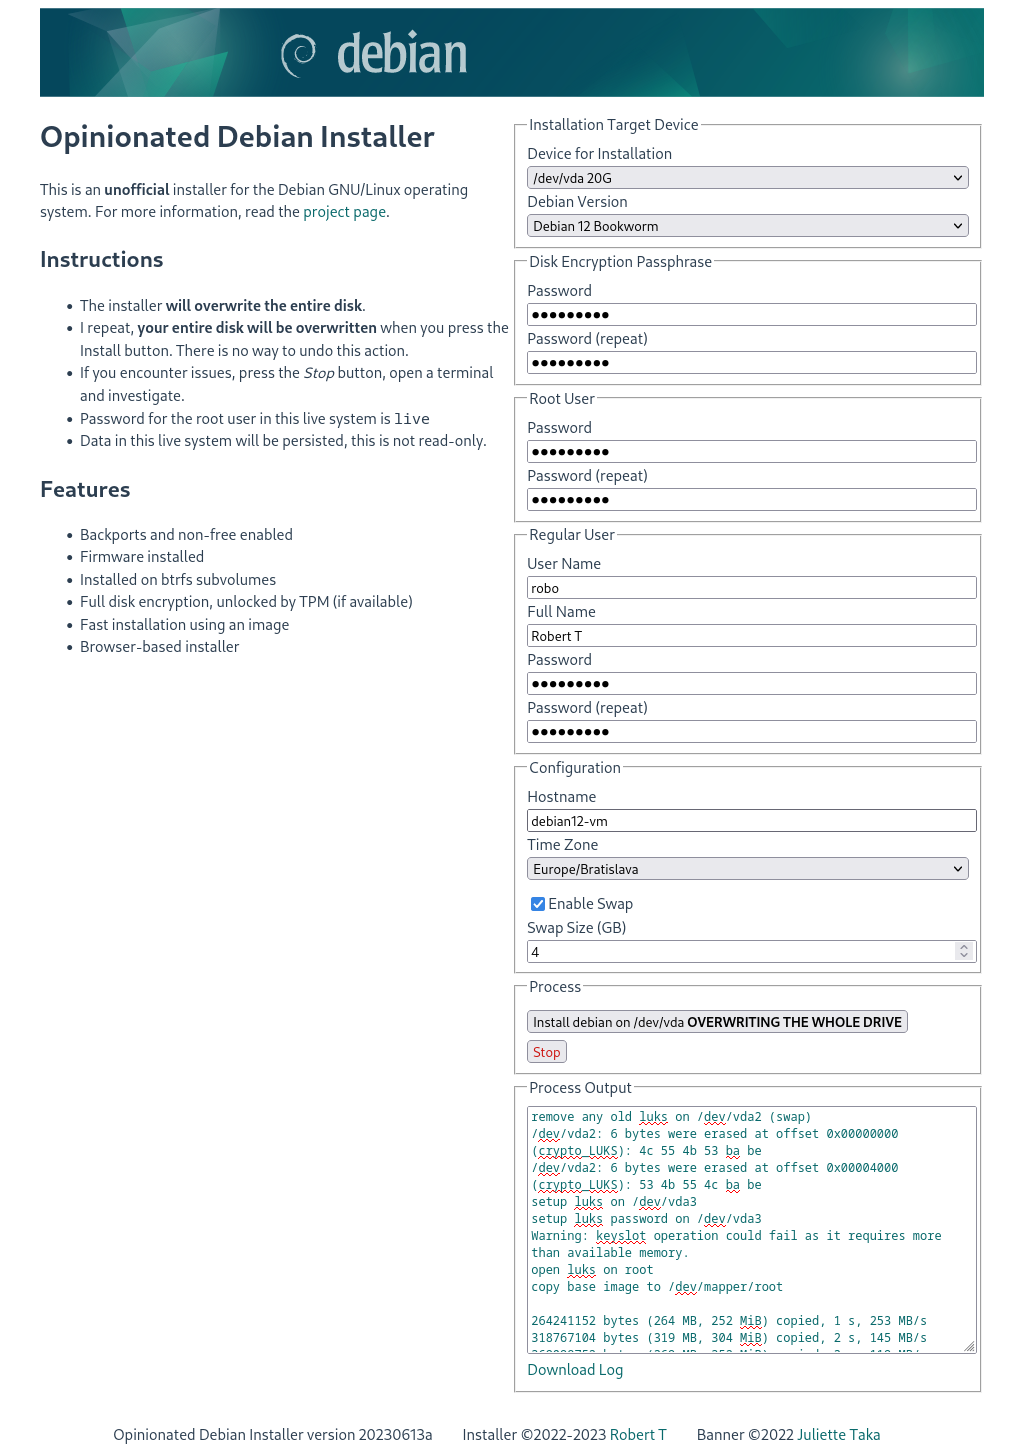 debian
Opinionated Debian Installer
This is an unofficial installer for the Debian GNU/Linux operating
system. For more information, read the project page.
Instructions
• The installer will overwrite the entire disk.
• I repeat, your entire disk will be overwritten when you press the
Install button. There is no way to undo this action.
• If you encounter issues, press the Stop button, open a terminal
and investigate.
• Password for the root user in this live system is live
• Data in this live system will be persisted, this is not read-only.
Features
• Backports and non-free enabled
• Firmware installed
• Installed on btrfs subvolumes
• Full disk encryption, unlocked by TPM (if available)
• Fast installation using an image
• Browser-based installer
Installation Target Device
Device for Installation
/dev/vda 20G
Debian Version
Debian 12 Bookworm
Disk Encryption Passphrase
Password
●●●●●●●●●
Password (repeat)
●●●●●●●●●
Root User
Password
●●●●●●●●●
Password (repeat)
●●●●●●●●●
Regular User
User Name
robo
Full Name
Robert T
Password
●●●●●●●●●
Password (repeat)
●●●●●●●●●
Configuration
Hostname
debian12-vm
Time Zone
Europe/Bratislava
Enable Swap
Swap Size (GB)
4
Process
Install debian on /dev/vda OVERWRITING THE WHOLE DRIVE
Stop
Process Output
remove any old luks on /dev/vda2 (swap)
/dev/vda2: 6 bytes were erased at offset 0x00000000
(crypto_LUKS): 4c 55 4b 53 ba be
/dev/vda2: 6 bytes were erased at offset 0x00004000
(crypto_LUKS): 53 4b 55 4c ba be
setup luks on /dev/vda3
setup luks password on /dev/vda3
Warning: keyslot operation could fail as it requires more
than available memory.
open luks on root
copy base image to /dev/mapper/root
264241152 bytes (264 MB, 252 MiB) copied, 1 s, 253 MB/s
318767104 bytes (319 MB, 304 MiB) copied, 2 s, 145 MB/s
Download Log
Opinionated Debian Installer version 20230613a Installer ©2022-2023 Robert T Banner ©2022 Juliette Taka